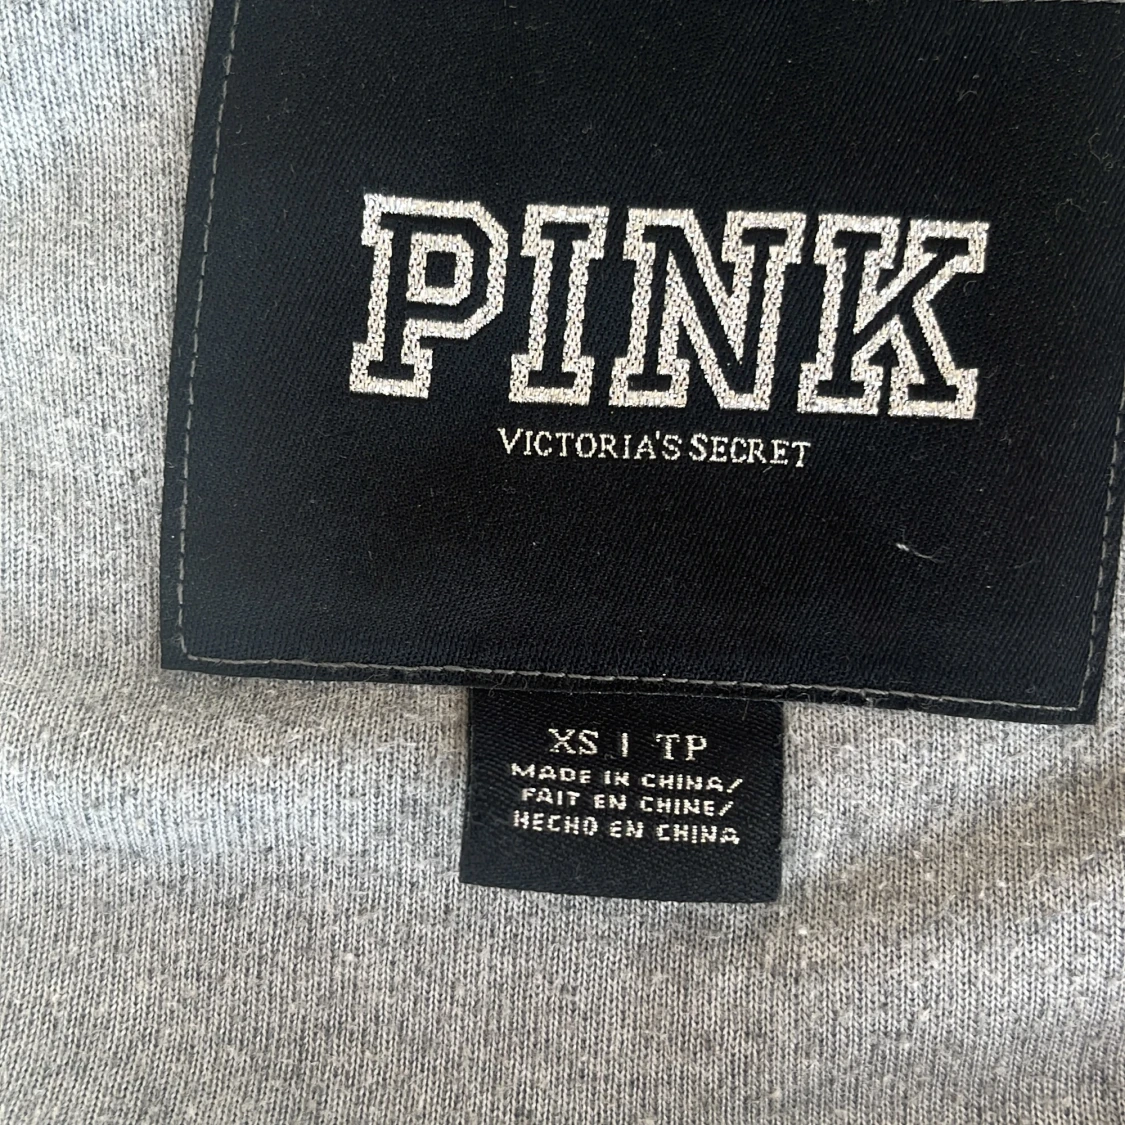 PINK
VICTORIA'S SECRET
XS | TP
MADE IN CHINA/
FAIT EN CHINE/
HECHO EN CHINA